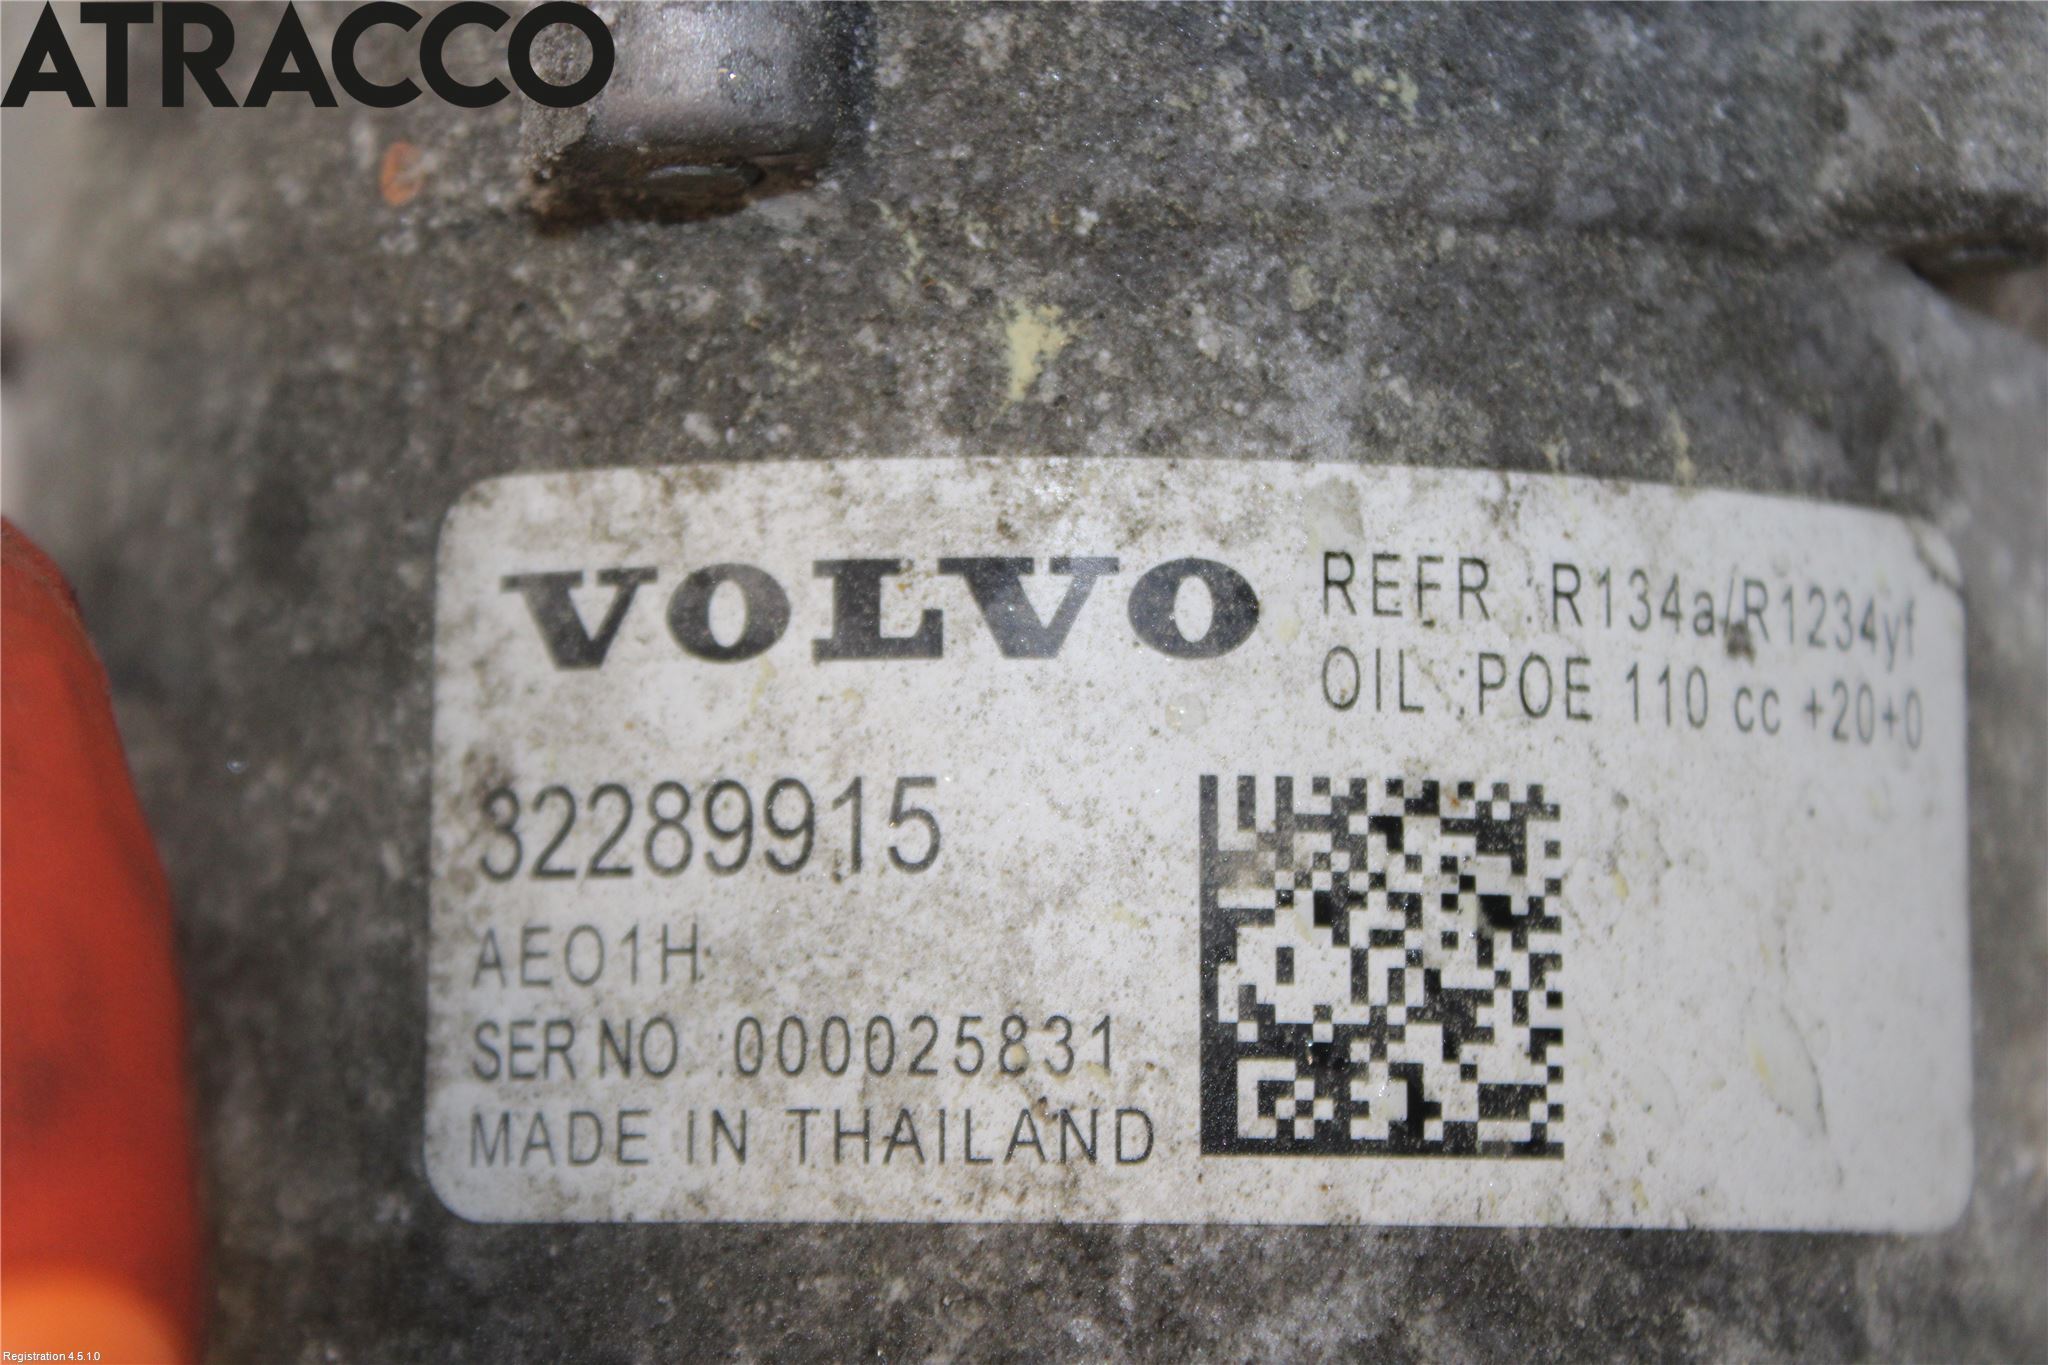 ATRACCO
VOLVO
REFR :R134a/R1234yf
OIL :POE 110 cc +20+0
32289915
AE01H
SER NO :000025831
MADE IN THAILAND
Registration 4.5.1.0